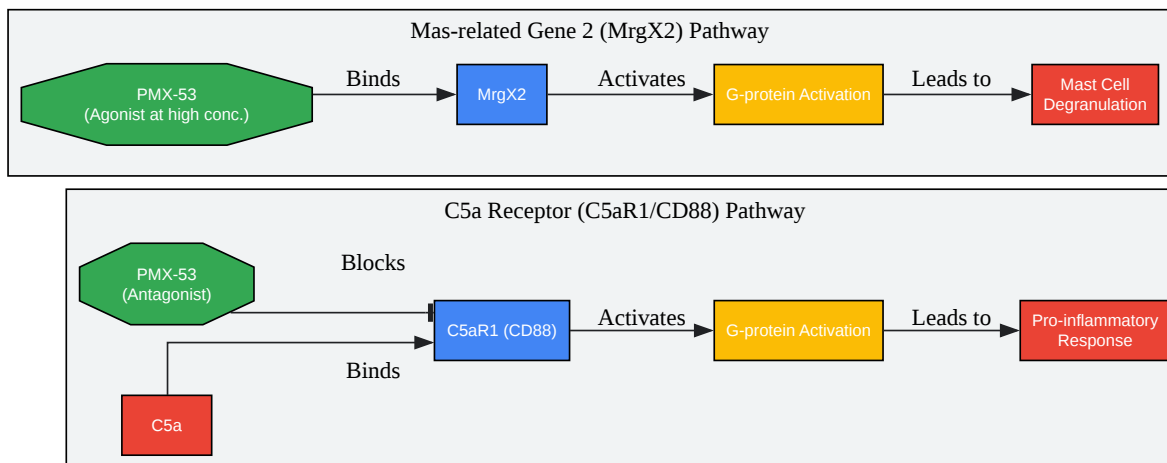 Mas-related Gene 2 (MrgX2) Pathway
PMX-53
(Agonist at high conc.)
Binds
MrgX2
Activates
G-protein Activation
Leads to
Mast Cell
Degranulation
C5a Receptor (C5aR1/CD88) Pathway
PMX-53
(Antagonist)
Blocks
C5aR1 (CD88)
Activates
G-protein Activation
Leads to
Pro-inflammatory
Response
Binds
C5a